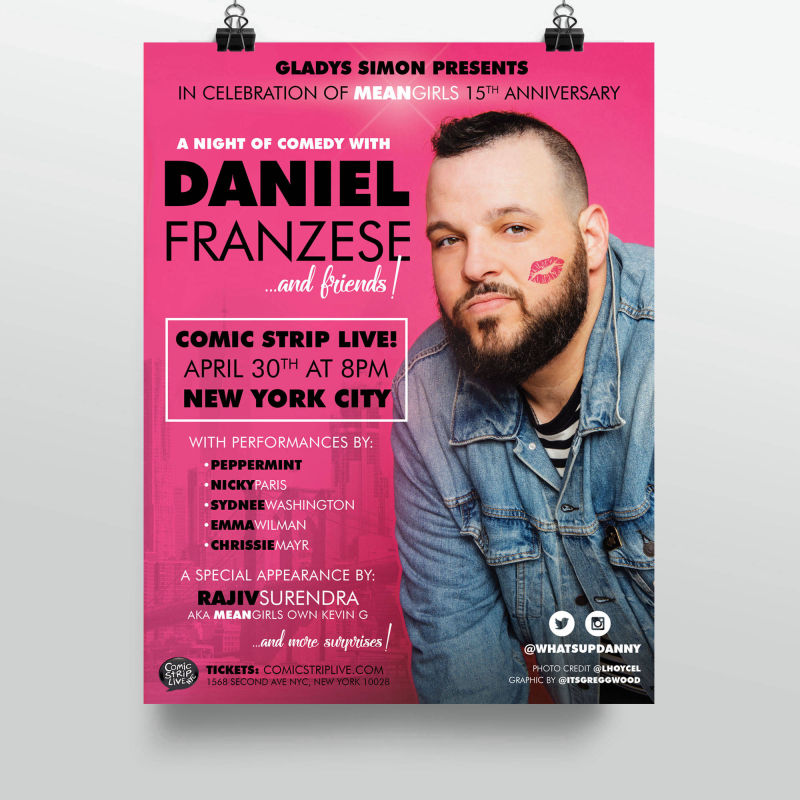 GLADYS SIMON PRESENTS
IN CELEBRATION OF MEANGIRLS 15TH ANNIVERSARY
A NIGHT OF COMEDY WITH
DANIEL
FRANZESE
...and friends!
COMIC STRIP LIVE!
APRIL 30TH AT 8PM
NEW YORK CITY
WITH PERFORMANCES BY:
• PEPPERMINT
• NICKYPARIS
• SYDNEEWASHINGTON
• EMMAWILMAN
• CHRISSIEMAYR
A SPECIAL APPEARANCE BY:
RAJIVSURENDRA
AKA MEANGIRLS OWN KEVIN G
...and more surprises!
COMIC
STRIP
LIVE
TICKETS: COMICSTRIPLIVE.COM
1568 SECOND AVE NYC, NEW YORK 10028
@WHATSUPDANNY
PHOTO CREDIT @LHOYCEL
GRAPHIC BY @ITSGREGGWOOD